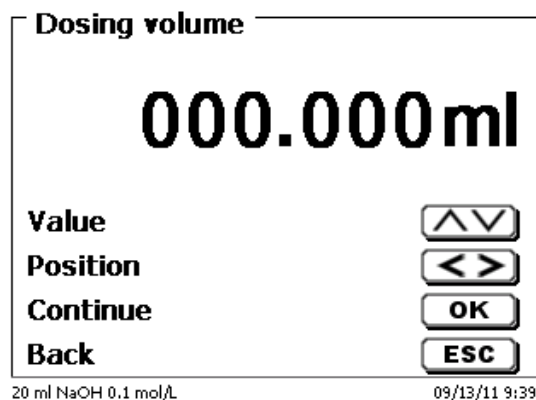 Dosing volume
000.000ml
Value ∧∨
Position < >
Continue OK
Back ESC
20 ml NaOH 0.1 mol/L 09/13/11 9:39